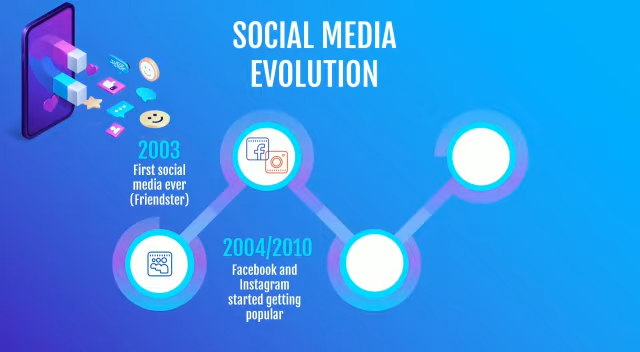 SOCIAL MEDIA
EVOLUTION
2003
First social
media ever
(Friendster)
2004/2010
Facebook and
Instagram
started getting
popular